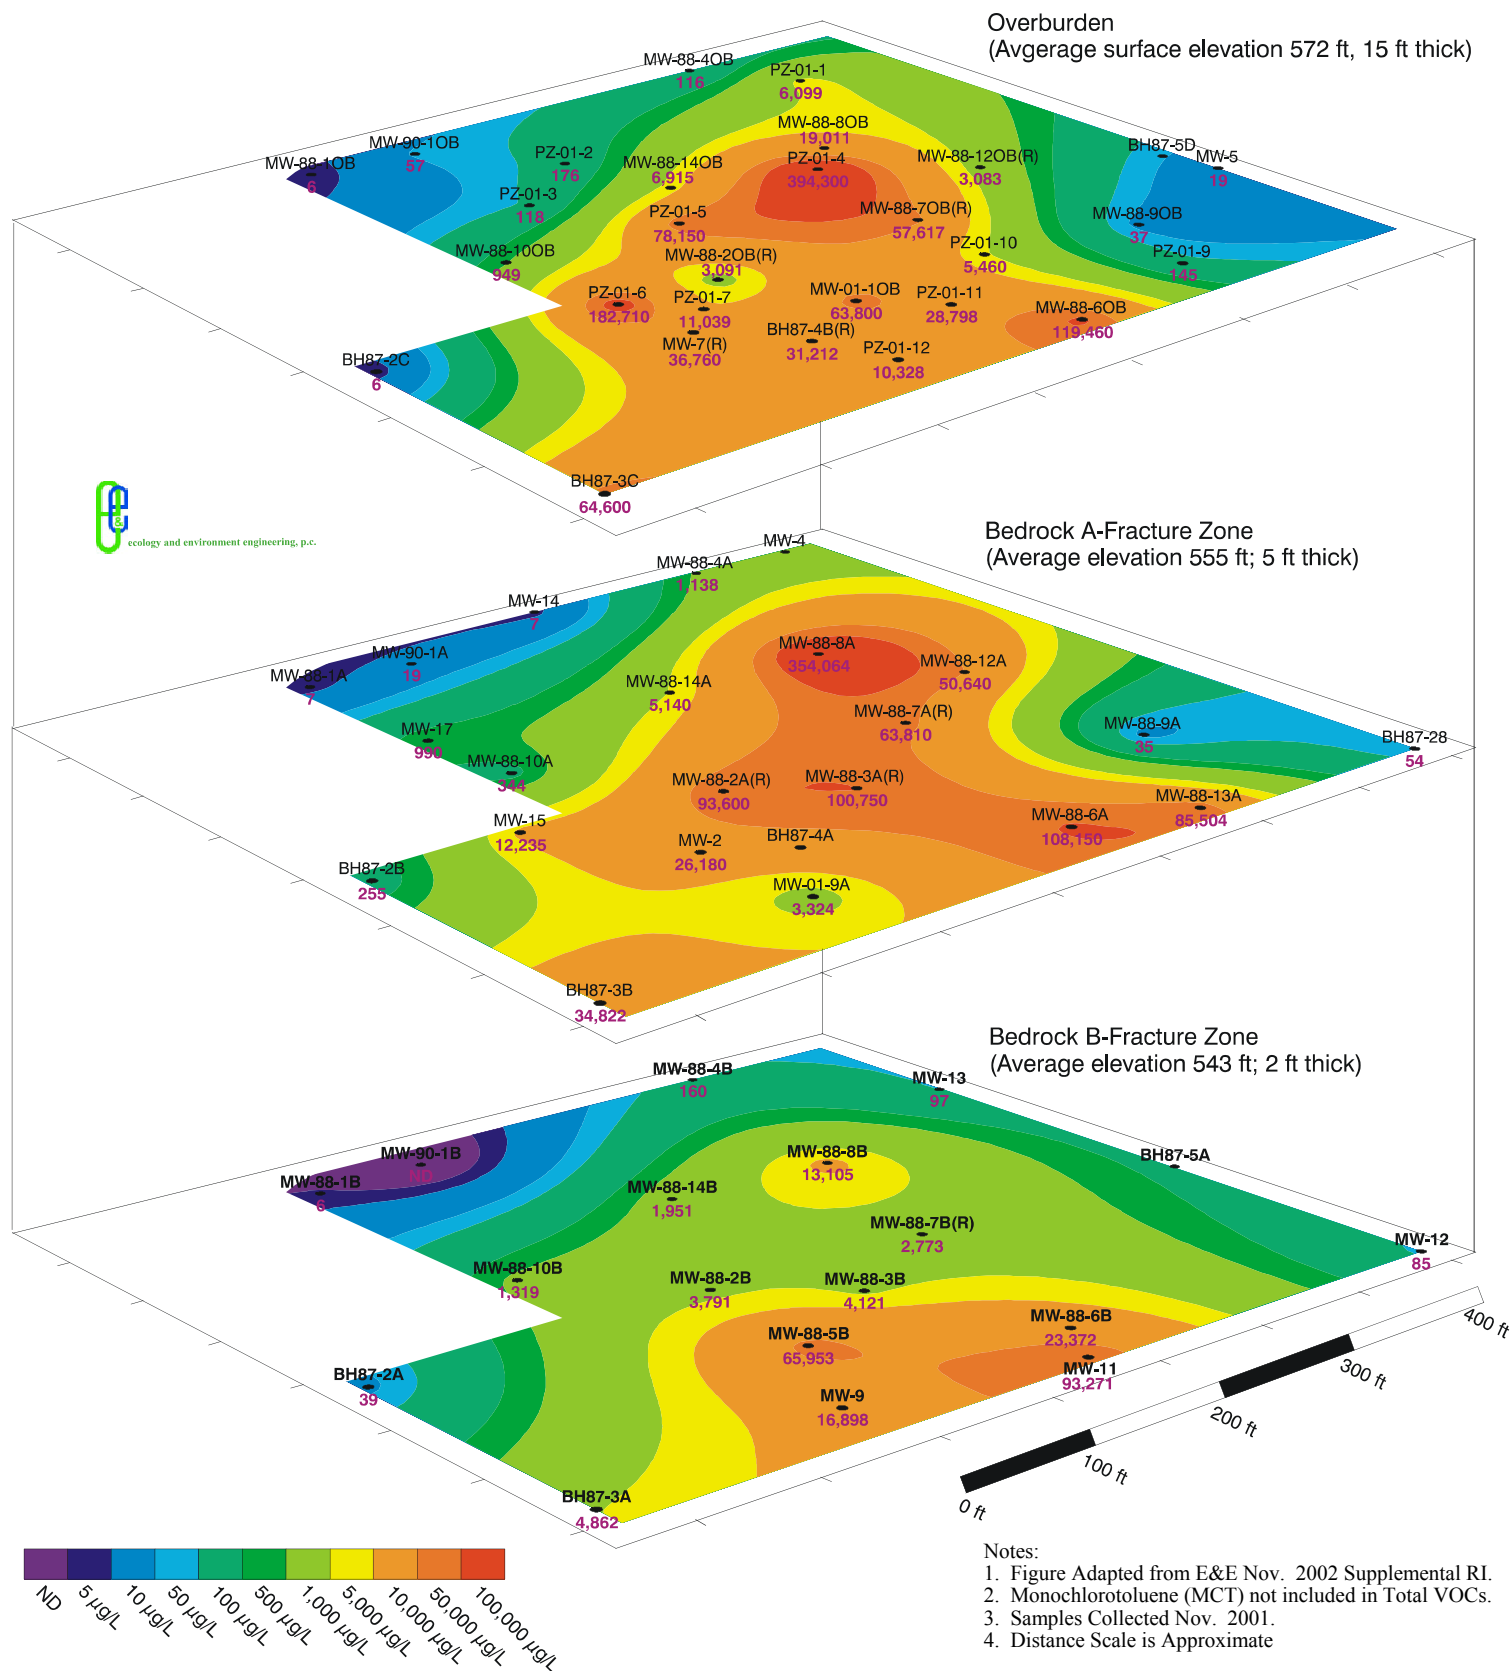 Overburden
(Avgerage surface elevation 572 ft, 15 ft thick)
MW-88-4OB
116
PZ-01-1
6,099
MW-88-8OB
19,011
MW-90-1OB
57
MW-88-1OB
6
PZ-01-2
176
MW-88-14OB
6,915
PZ-01-4
394,300
MW-88-12OB(R)
3,083
BH87-5D
MW-5
19
PZ-01-3
118
PZ-01-5
78,150
MW-88-7OB(R)
57,617
MW-88-9OB
37
MW-88-10OB
949
MW-88-2OB(R)
3,091
PZ-01-10
5,460
PZ-01-9
145
PZ-01-6
182,710
PZ-01-7
11,039
MW-01-1OB
63,800
PZ-01-11
28,798
MW-88-6OB
119,460
MW-7(R)
36,760
BH87-4B(R)
31,212
PZ-01-12
10,328
BH87-2C
6
BH87-3C
64,600
e&e
ecology and environment engineering, p.c.
Bedrock A-Fracture Zone
(Average elevation 555 ft; 5 ft thick)
MW-4
MW-88-4A
1,138
MW-14
7
MW-90-1A
19
MW-88-1A
7
MW-88-8A
354,064
MW-88-12A
50,640
MW-88-14A
5,140
MW-88-7A(R)
63,810
MW-88-9A
35
BH87-28
54
MW-17
990
MW-88-10A
344
MW-88-2A(R)
93,600
MW-88-3A(R)
100,750
MW-88-13A
85,504
MW-15
12,235
MW-2
26,180
BH87-4A
MW-88-6A
108,150
BH87-2B
255
MW-01-9A
3,324
BH87-3B
34,822
Bedrock B-Fracture Zone
(Average elevation 543 ft; 2 ft thick)
MW-88-4B
160
MW-13
97
MW-90-1B
ND
MW-88-1B
6
MW-88-8B
13,105
BH87-5A
MW-88-14B
1,951
MW-88-7B(R)
2,773
MW-12
85
MW-88-10B
1,319
MW-88-2B
3,791
MW-88-3B
4,121
MW-88-5B
65,953
MW-88-6B
23,372
MW-11
93,271
BH87-2A
39
MW-9
16,898
BH87-3A
4,862
0 ft
100 ft
200 ft
300 ft
400 ft
ND
5 µg/L
10 µg/L
50 µg/L
100 µg/L
500 µg/L
1,000 µg/L
5,000 µg/L
10,000 µg/L
50,000 µg/L
100,000 µg/L
Notes:
1. Figure Adapted from E&E Nov. 2002 Supplemental RI.
2. Monochlorotoluene (MCT) not included in Total VOCs.
3. Samples Collected Nov. 2001.
4. Distance Scale is Approximate